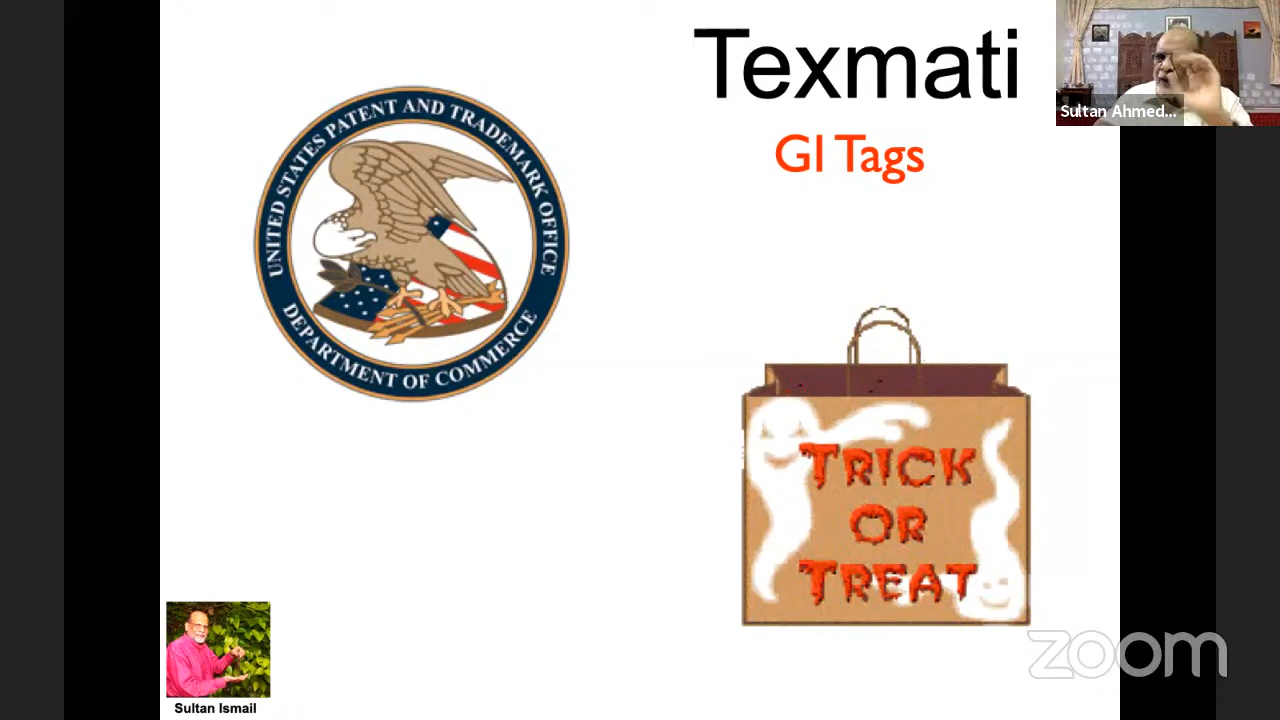 Texmati
GI Tags
UNITED STATES PATENT AND TRADEMARK OFFICE
DEPARTMENT OF COMMERCE
TRICK
OR
TREAT
Sultan Ahmed...
Sultan Ismail
zoom